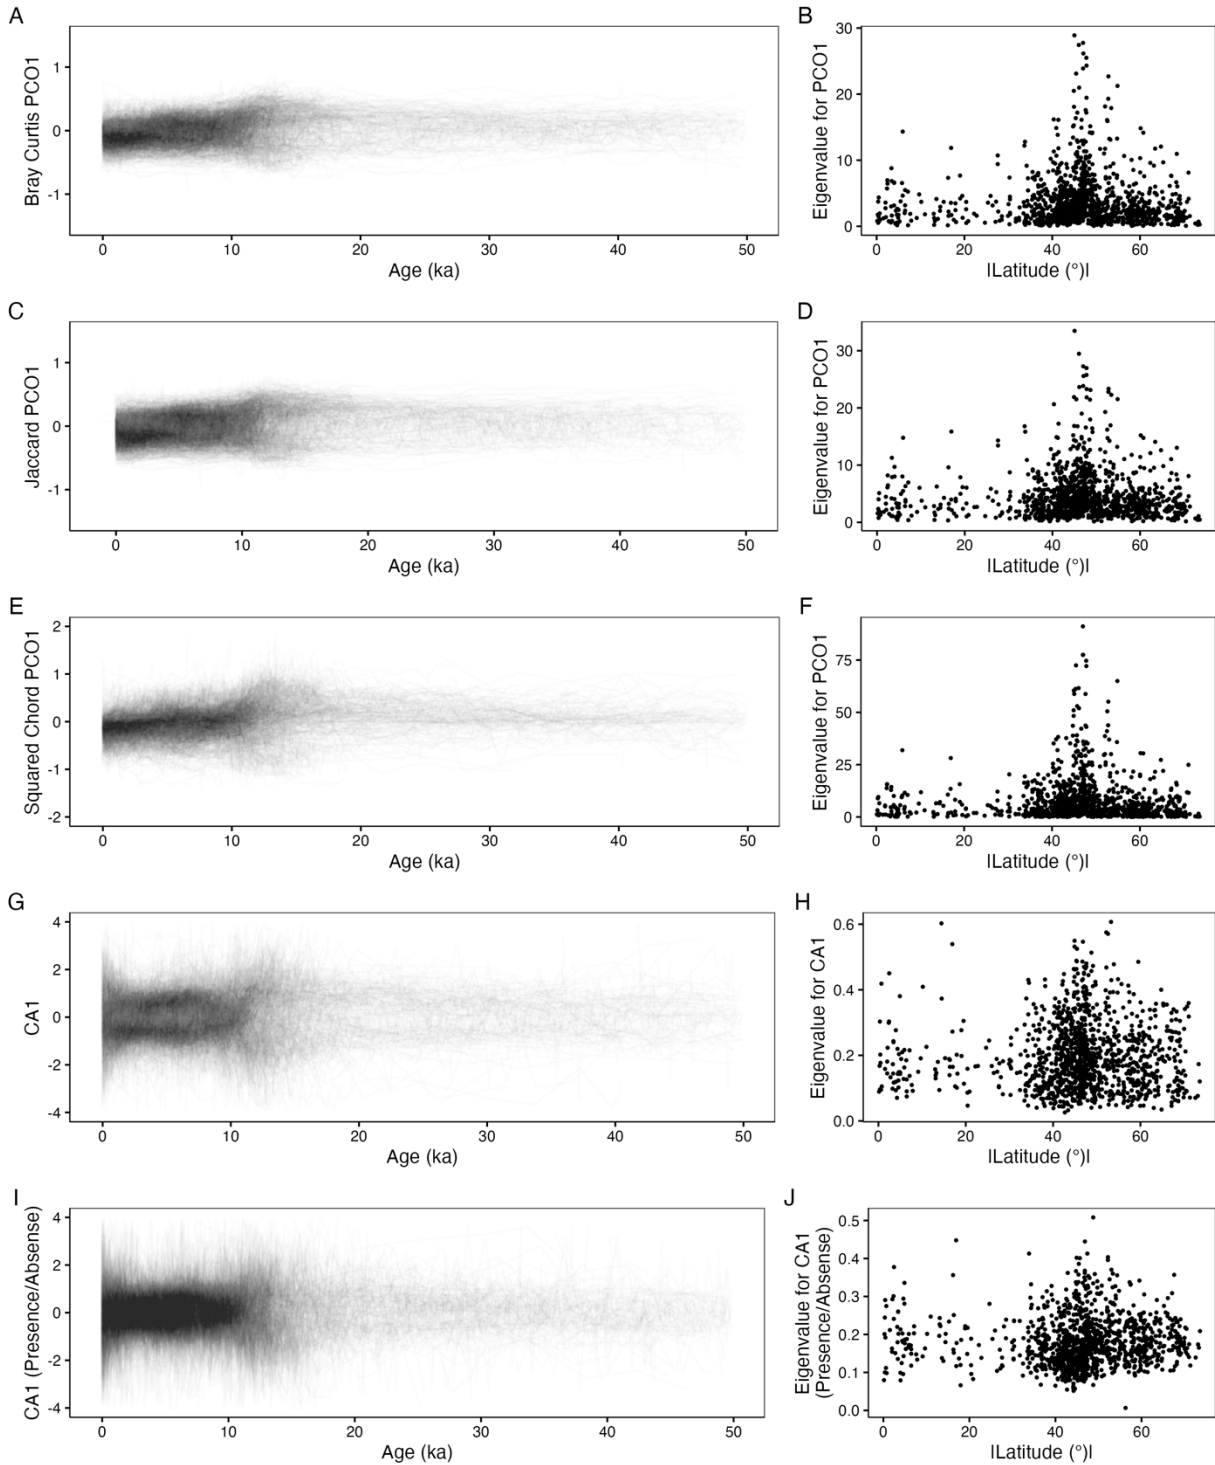 A
Bray Curtis PCO1
1
0
-1
0 10 20 30 40 50
Age (ka)
B
Eigenvalue for PCO1
30
20
10
0
0 20 40 60
|Latitude (°)|
C
Jaccard PCO1
1
0
-1
0 10 20 30 40 50
Age (ka)
D
Eigenvalue for PCO1
30
20
10
0
0 20 40 60
|Latitude (°)|
E
Squared Chord PCO1
2
1
0
-1
-2
0 10 20 30 40 50
Age (ka)
F
Eigenvalue for PCO1
75
50
25
0
0 20 40 60
|Latitude (°)|
G
CA1
4
2
0
-2
-4
0 10 20 30 40 50
Age (ka)
H
Eigenvalue for CA1
0.6
0.4
0.2
0.0
0 20 40 60
|Latitude (°)|
I
CA1 (Presence/Absense)
4
2
0
-2
-4
0 10 20 30 40 50
Age (ka)
J
Eigenvalue for CA1
(Presence/Absense)
0.5
0.4
0.3
0.2
0.1
0.0
0 20 40 60
|Latitude (°)|